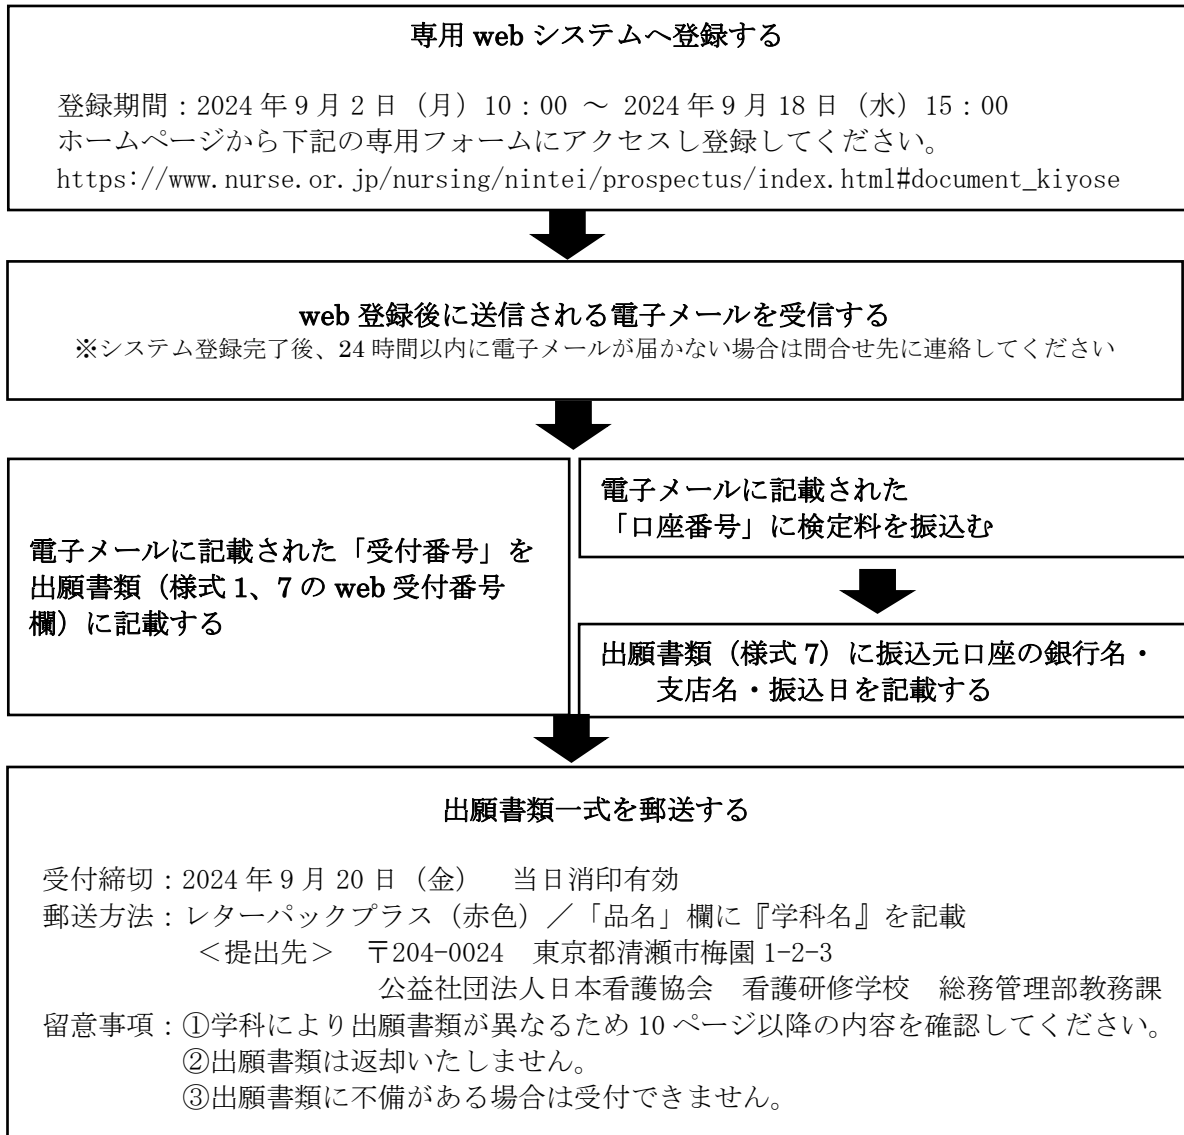 専用 web システムへ登録する
登録期間：2024 年 9 月 2 日（月）10：00 ～ 2024 年 9 月 18 日（水）15：00
ホームページから下記の専用フォームにアクセスし登録してください。
https://www.nurse.or.jp/nursing/nintei/prospectus/index.html#document_kiyose
web 登録後に送信される電子メールを受信する
※システム登録完了後、24 時間以内に電子メールが届かない場合は問合せ先に連絡してください
電子メールに記載された「受付番号」を
出願書類（様式 1、7 の web 受付番号
欄）に記載する
電子メールに記載された
「口座番号」に検定料を振込む
出願書類（様式 7）に振込元口座の銀行名・
支店名・振込日を記載する
出願書類一式を郵送する
受付締切：2024 年 9 月 20 日（金）　当日消印有効
郵送方法：レターパックプラス（赤色）／「品名」欄に『学科名』を記載
＜提出先＞　〒204-0024　東京都清瀬市梅園 1-2-3
公益社団法人日本看護協会　看護研修学校　総務管理部教務課
留意事項：①学科により出願書類が異なるため 10 ページ以降の内容を確認してください。
②出願書類は返却いたしません。
③出願書類に不備がある場合は受付できません。